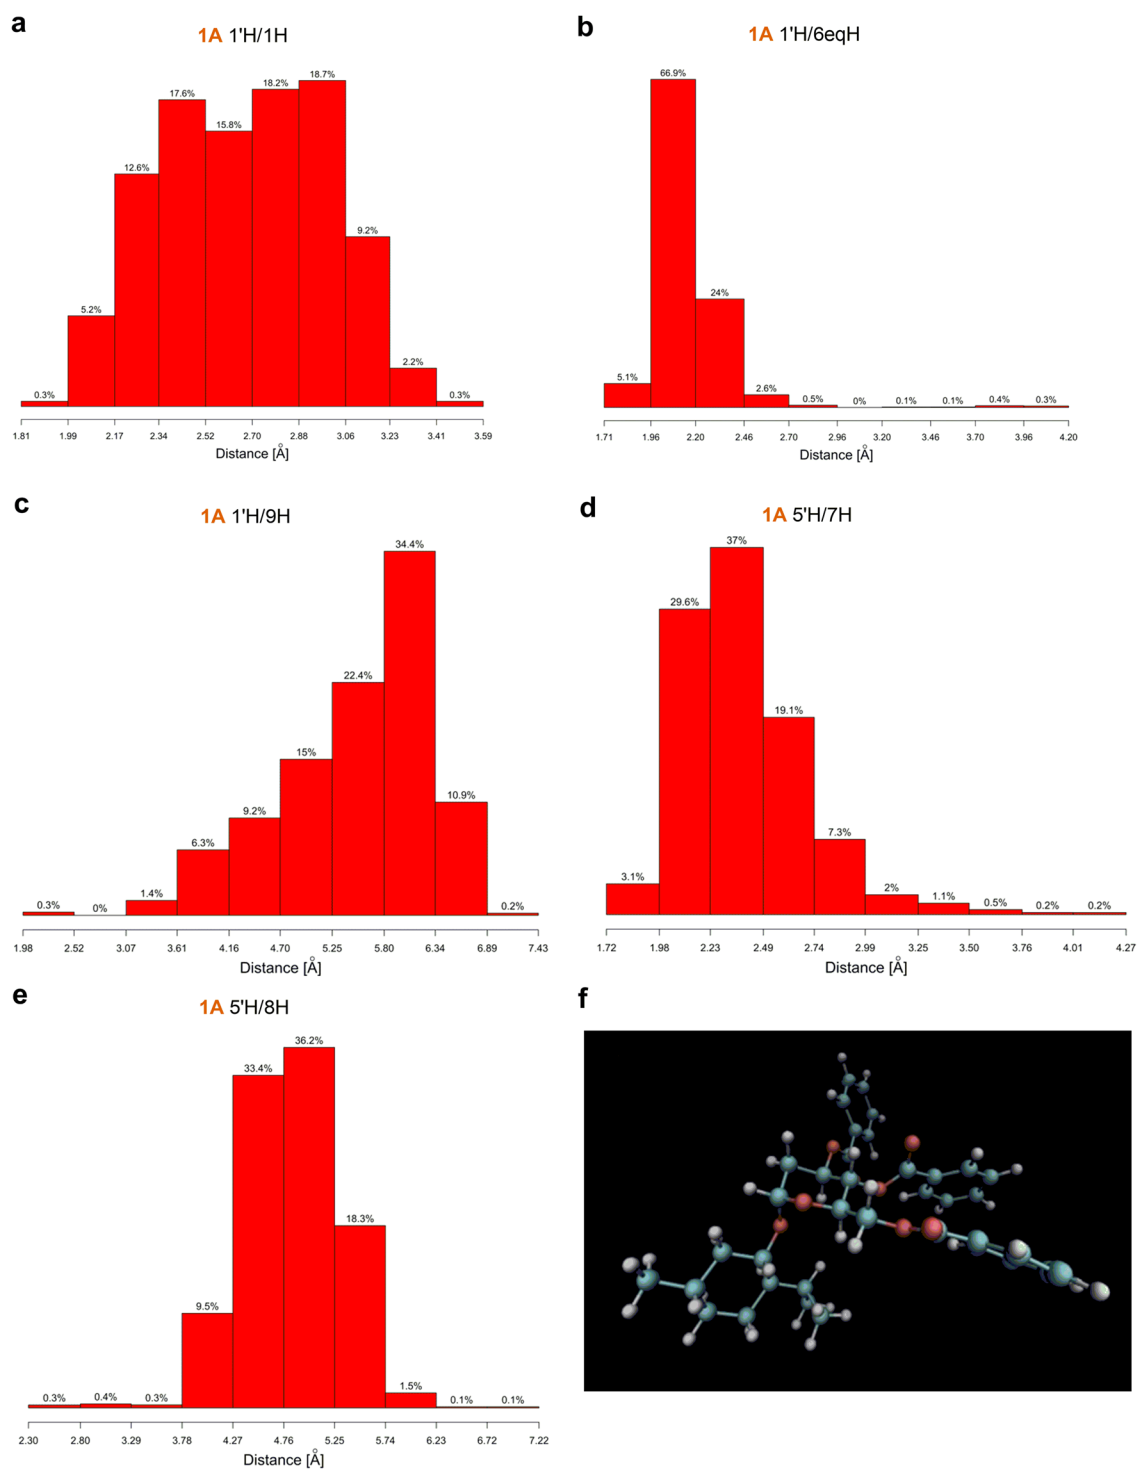 a
1A 1'H/1H
0.3% 5.2% 12.6% 17.6% 15.8% 18.2% 18.7% 9.2% 2.2% 0.3%
1.81 1.99 2.17 2.34 2.52 2.70 2.88 3.06 3.23 3.41 3.59
Distance [Å]
b
1A 1'H/6eqH
5.1% 66.9% 24% 2.6% 0.5% 0% 0.1% 0.1% 0.4% 0.3%
1.71 1.96 2.20 2.46 2.70 2.96 3.20 3.46 3.70 3.96 4.20
Distance [Å]
c
1A 1'H/9H
0.3% 0% 1.4% 6.3% 9.2% 15% 22.4% 34.4% 10.9% 0.2%
1.98 2.52 3.07 3.61 4.16 4.70 5.25 5.80 6.34 6.89 7.43
Distance [Å]
d
1A 5'H/7H
3.1% 29.6% 37% 19.1% 7.3% 2% 1.1% 0.5% 0.2% 0.2%
1.72 1.98 2.23 2.49 2.74 2.99 3.25 3.50 3.76 4.01 4.27
Distance [Å]
e
1A 5'H/8H
0.3% 0.4% 0.3% 9.5% 33.4% 36.2% 18.3% 1.5% 0.1% 0.1%
2.30 2.80 3.29 3.78 4.27 4.76 5.25 5.74 6.23 6.72 7.22
Distance [Å]
f